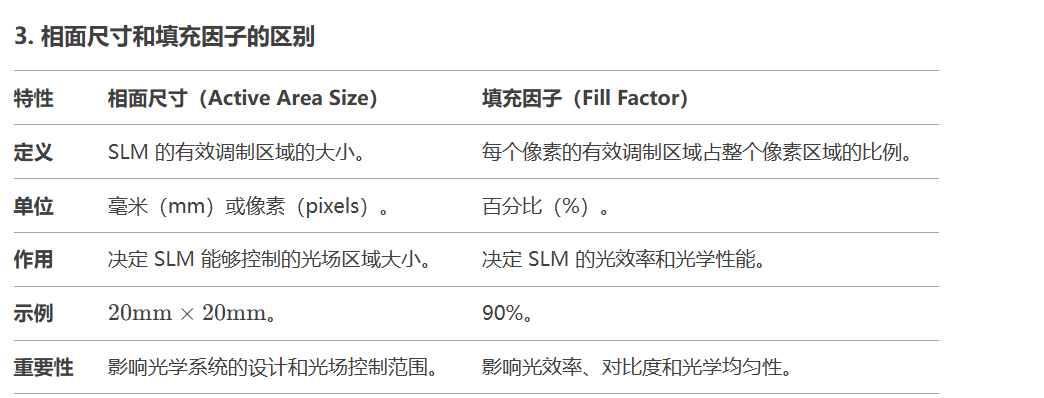 3. 相面尺寸和填充因子的区别
特性 相面尺寸（Active Area Size） 填充因子（Fill Factor）
定义 SLM 的有效调制区域的大小。 每个像素的有效调制区域占整个像素区域的比例。
单位 毫米（mm）或像素（pixels）。 百分比（%）。
作用 决定 SLM 能够控制的光场区域大小。 决定 SLM 的光效率和光学性能。
示例 20mm × 20mm。 90%。
重要性 影响光学系统的设计和光场控制范围。 影响光效率、对比度和光学均匀性。